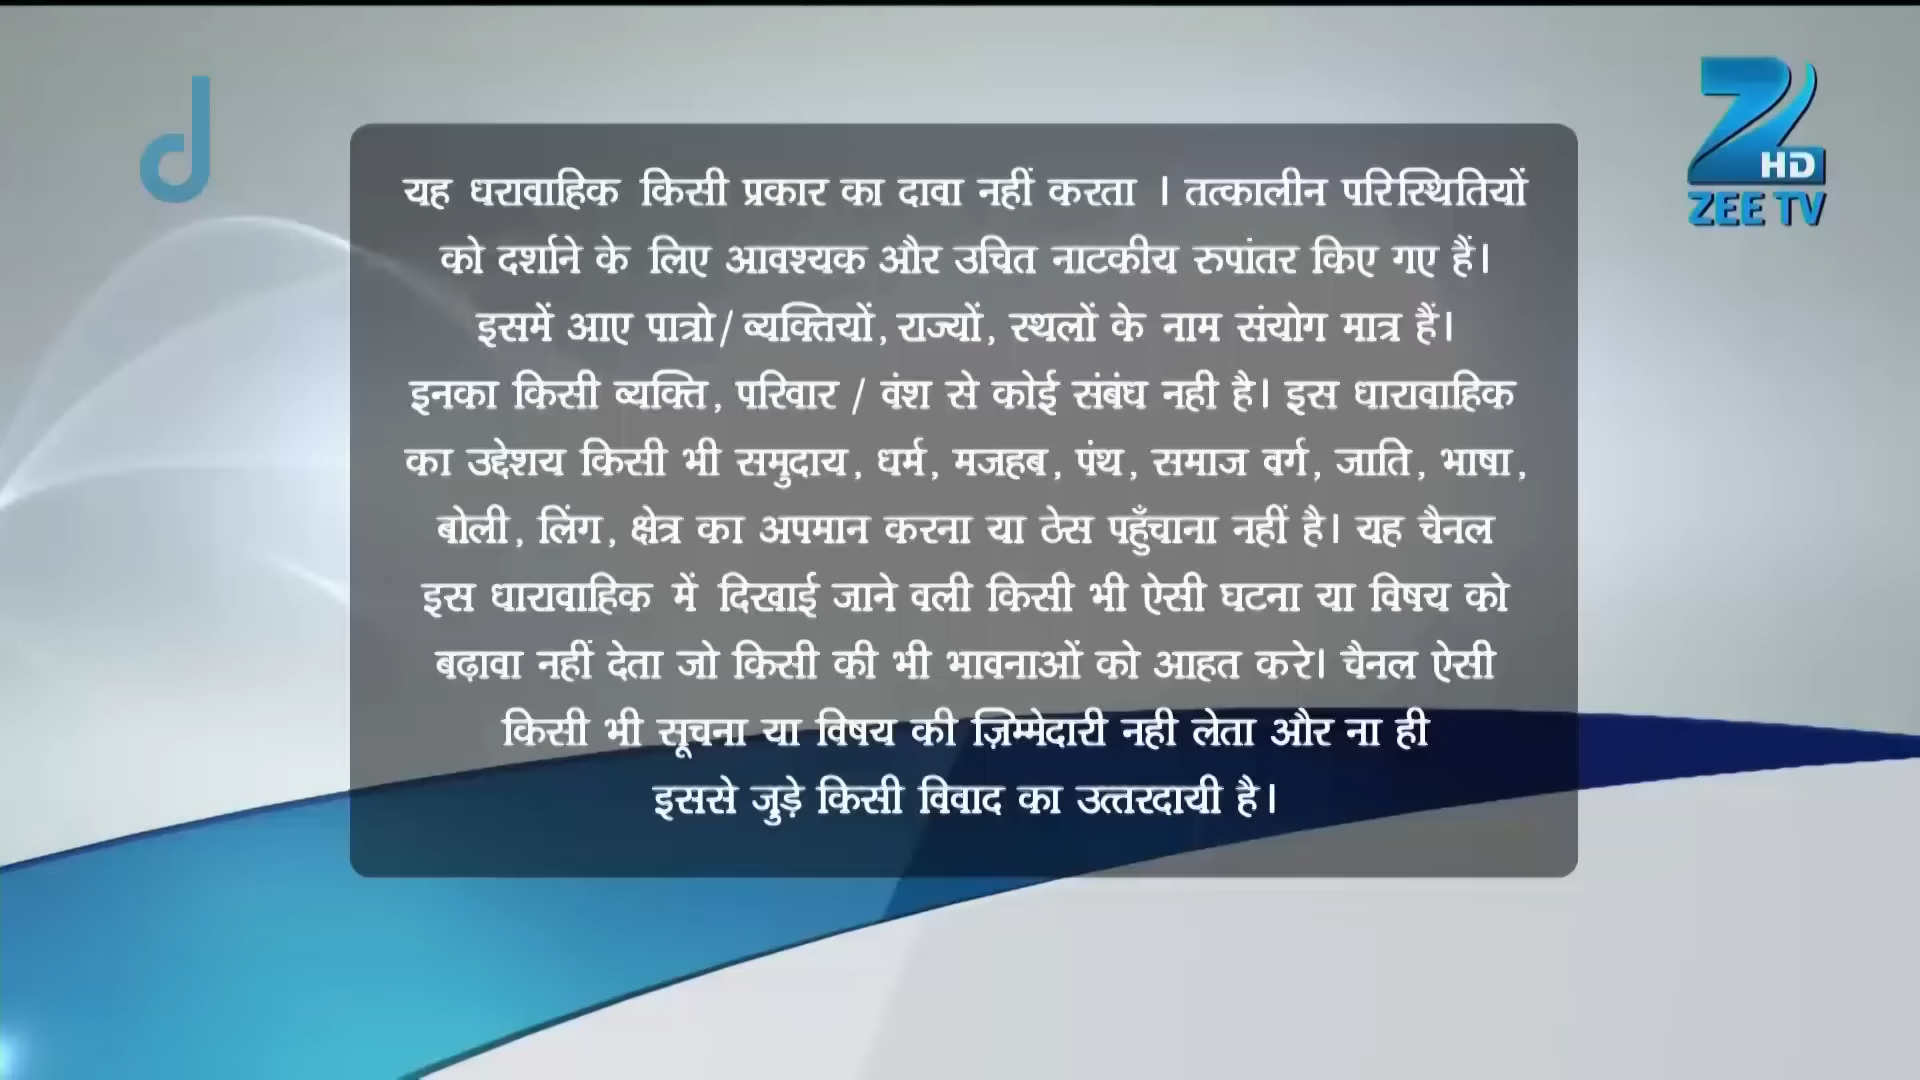 यह धरावाहिक किसी प्रकार का दावा नहीं करता । तत्कालीन परिस्थितियों
को दर्शाने के लिए आवश्यक और उचित नाटकीय रुपांतर किए गए हैं।
इसमें आए पात्रो/ व्यक्तियों, राज्यों, स्थलों के नाम संयोग मात्र हैं।
इनका किसी व्यक्ति, परिवार / वंश से कोई संबंध नही है। इस धारावाहिक
का उद्देशय किसी भी समुदाय, धर्म, मजहब, पंथ, समाज वर्ग, जाति, भाषा,
बोली, लिंग, क्षेत्र का अपमान करना या ठेस पहुँचाना नहीं है। यह चैनल
इस धारावाहिक में दिखाई जाने वली किसी भी ऐसी घटना या विषय को
बढ़ावा नहीं देता जो किसी की भी भावनाओं को आहत करे। चैनल ऐसी
किसी भी सूचना या विषय की ज़िम्मेदारी नही लेता और ना ही
इससे जुड़े किसी विवाद का उत्तरदायी है।
d
Z HD
ZEE TV